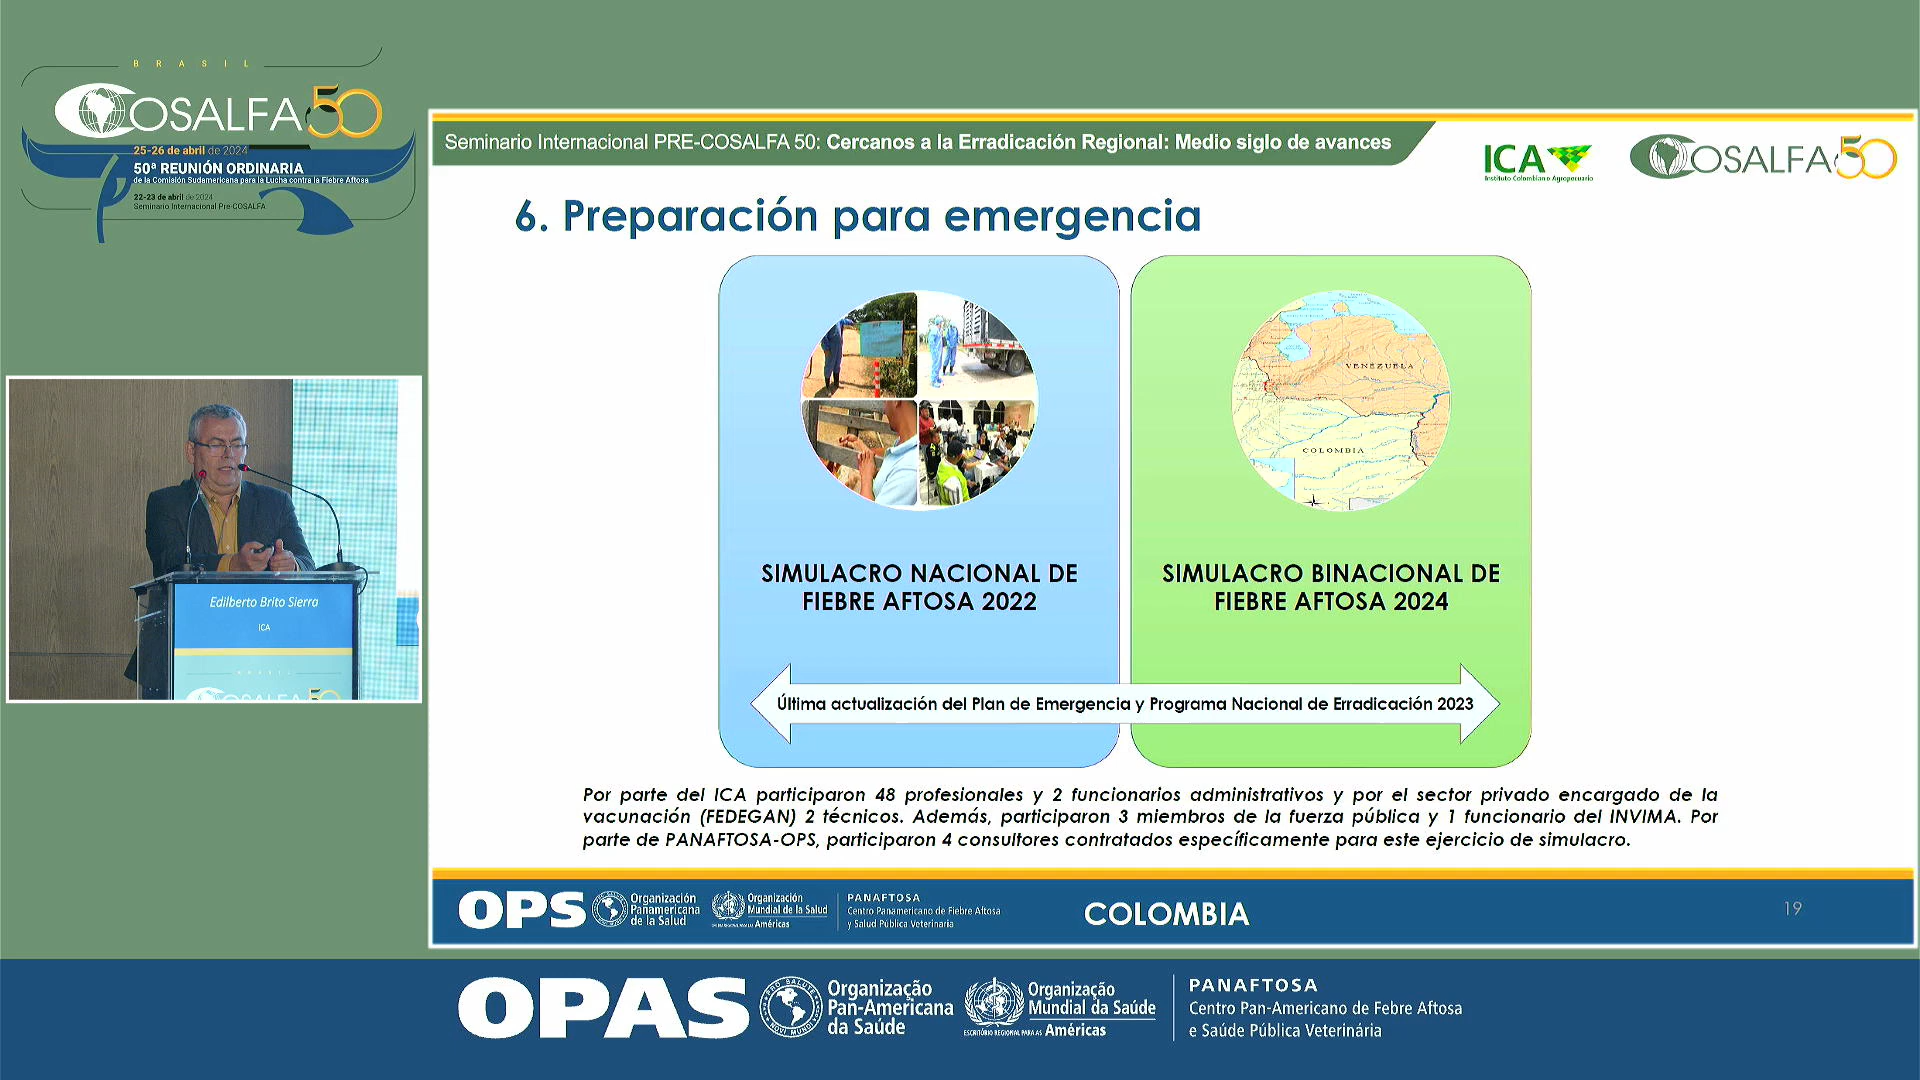 BRASIL
COSALFA50
25-26 de abril de 2024
50ª REUNIÓN ORDINARIA
de la Comisión Sudamericana para la Lucha contra la Fiebre Aftosa
22-23 de abril de 2024
Seminario Internacional Pre-COSALFA
Seminario Internacional PRE-COSALFA 50: Cercanos a la Erradicación Regional: Medio siglo de avances
ICA
Instituto Colombiano Agropecuario
COSALFA50
6. Preparación para emergencia
VENEZUELA
COLOMBIA
SIMULACRO NACIONAL DE
FIEBRE AFTOSA 2022
SIMULACRO BINACIONAL DE
FIEBRE AFTOSA 2024
Última actualización del Plan de Emergencia y Programa Nacional de Erradicación 2023
Por parte del ICA participaron 48 profesionales y 2 funcionarios administrativos y por el sector privado encargado de la
vacunación (FEDEGAN) 2 técnicos. Además, participaron 3 miembros de la fuerza pública y 1 funcionario del INVIMA. Por
parte de PANAFTOSA-OPS, participaron 4 consultores contratados específicamente para este ejercicio de simulacro.
Edilberto Brito Sierra
ICA
BRASIL
COSALFA50
OPS
Organización
Panamericana
de la Salud
Organización
Mundial de la Salud
Américas
PANAFTOSA
Centro Panamericano de Fiebre Aftosa
y Salud Pública Veterinaria
COLOMBIA
19
OPAS
Organização
Pan-Americana
da Saúde
Organização
Mundial da Saúde
ESCRITÓRIO REGIONAL PARA AS Américas
PANAFTOSA
Centro Pan-Americano de Febre Aftosa
e Saúde Pública Veterinária